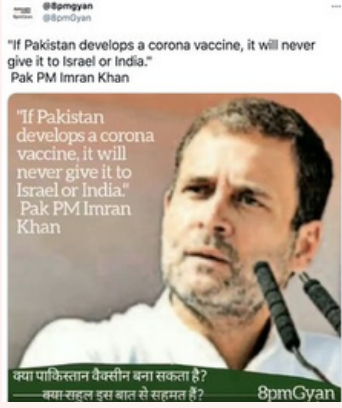 @8pmgyan
@8pmGyan
"If Pakistan develops a corona vaccine, it will never
give it to Israel or India."
Pak PM Imran Khan
"If Pakistan
develops a corona
vaccine, it will
never give it to
Israel or India."
Pak PM Imran
Khan
क्या पाकिस्तान वैक्सीन बना सकता है?
क्या राहुल इस बात से सहमत हैं?
8pmGyan